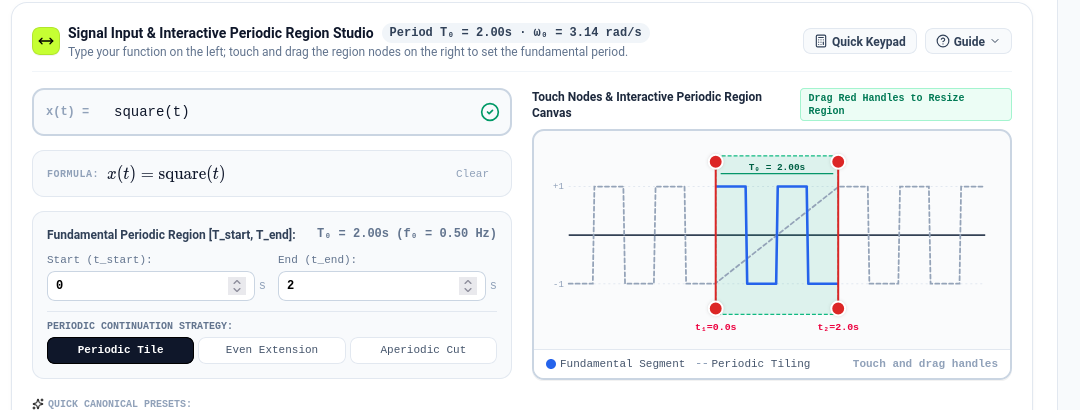 Signal Input & Interactive Periodic Region Studio
Period T₀ = 2.00s · ω₀ = 3.14 rad/s
Type your function on the left; touch and drag the region nodes on the right to set the fundamental period.
Quick Keypad
Guide
x(t) = square(t)
FORMULA: x(t) = square(t)
Clear
Fundamental Periodic Region [T_start, T_end]:
T₀ = 2.00s (f₀ = 0.50 Hz)
Start (t_start):
End (t_end):
0 s
2 s
PERIODIC CONTINUATION STRATEGY:
Periodic Tile
Even Extension
Aperiodic Cut
QUICK CANONICAL PRESETS:
Touch Nodes & Interactive Periodic Region
Canvas
Drag Red Handles to Resize
Region
T₀ = 2.00s
+1
-1
t₁=0.0s
t₂=2.0s
Fundamental Segment
-- Periodic Tiling
Touch and drag handles